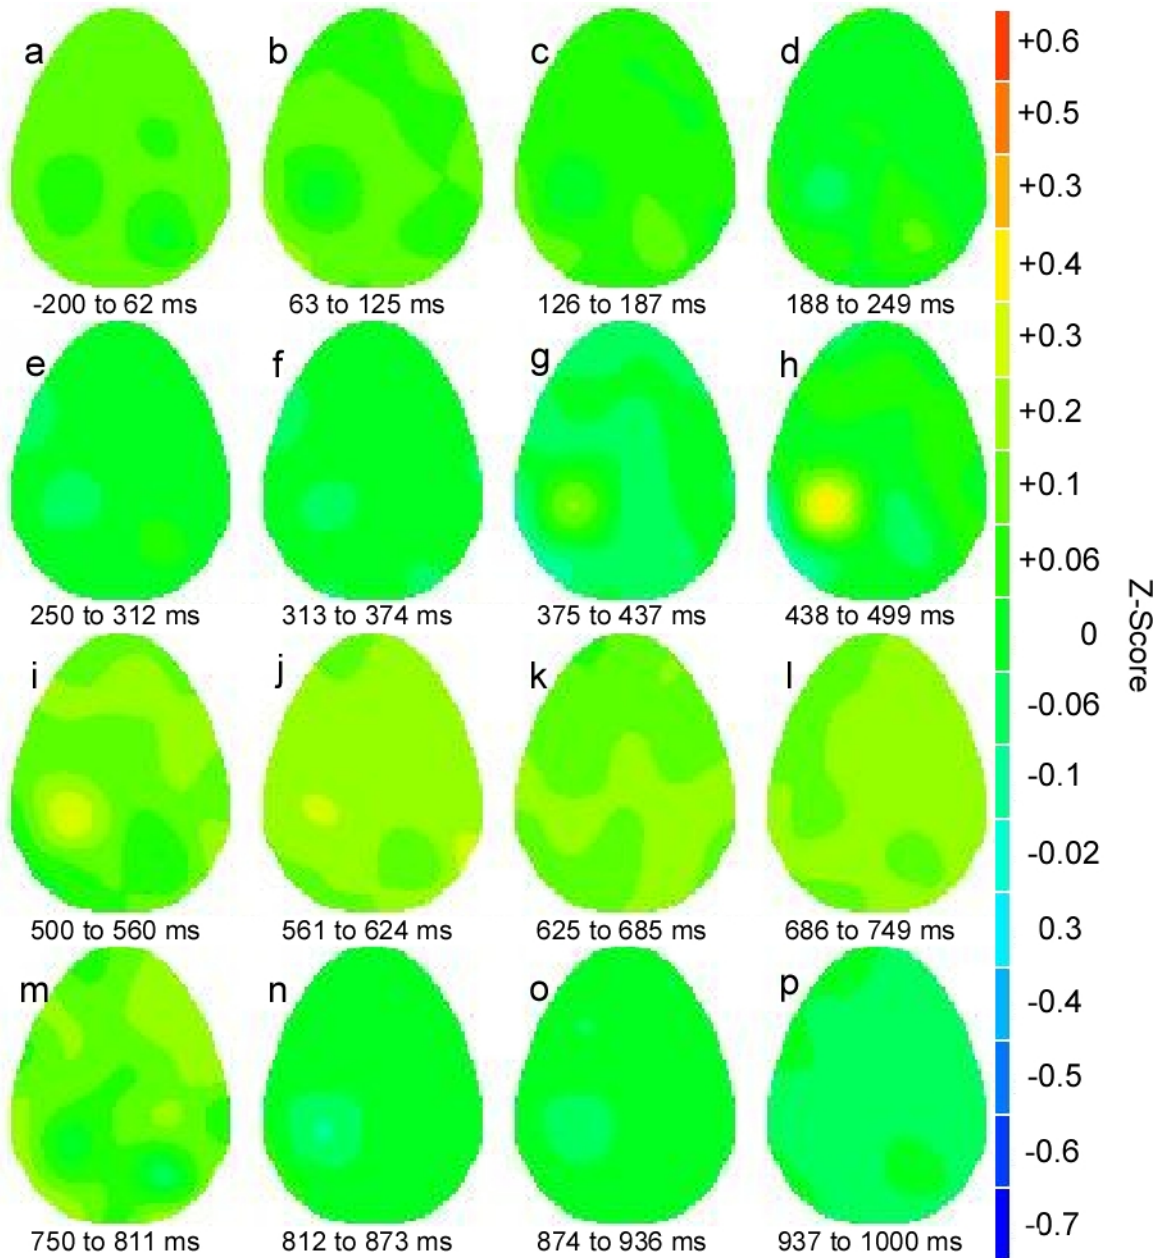 a
b
c
d
-200 to 62 ms
63 to 125 ms
126 to 187 ms
188 to 249 ms
e
f
g
h
250 to 312 ms
313 to 374 ms
375 to 437 ms
438 to 499 ms
i
j
k
l
500 to 560 ms
561 to 624 ms
625 to 685 ms
686 to 749 ms
m
n
o
p
750 to 811 ms
812 to 873 ms
874 to 936 ms
937 to 1000 ms
+0.6
+0.5
+0.3
+0.4
+0.3
+0.2
+0.1
+0.06
0
-0.06
-0.1
-0.02
0.3
-0.4
-0.5
-0.6
-0.7
Z-Score